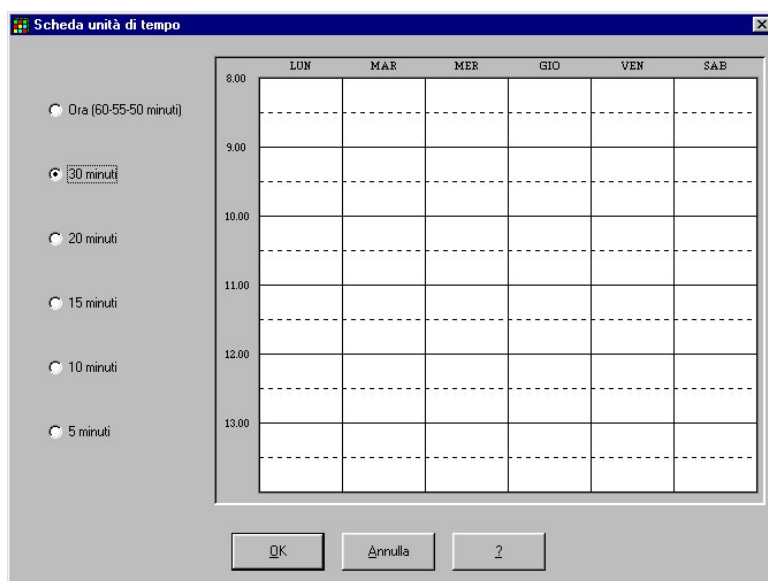 Scheda unità di tempo
LUN MAR MER GIO VEN SAB
8.00
Ora (60-55-50 minuti)
9.00
30 minuti
10.00
20 minuti
11.00
15 minuti
12.00
10 minuti
13.00
5 minuti
OK Annulla ?